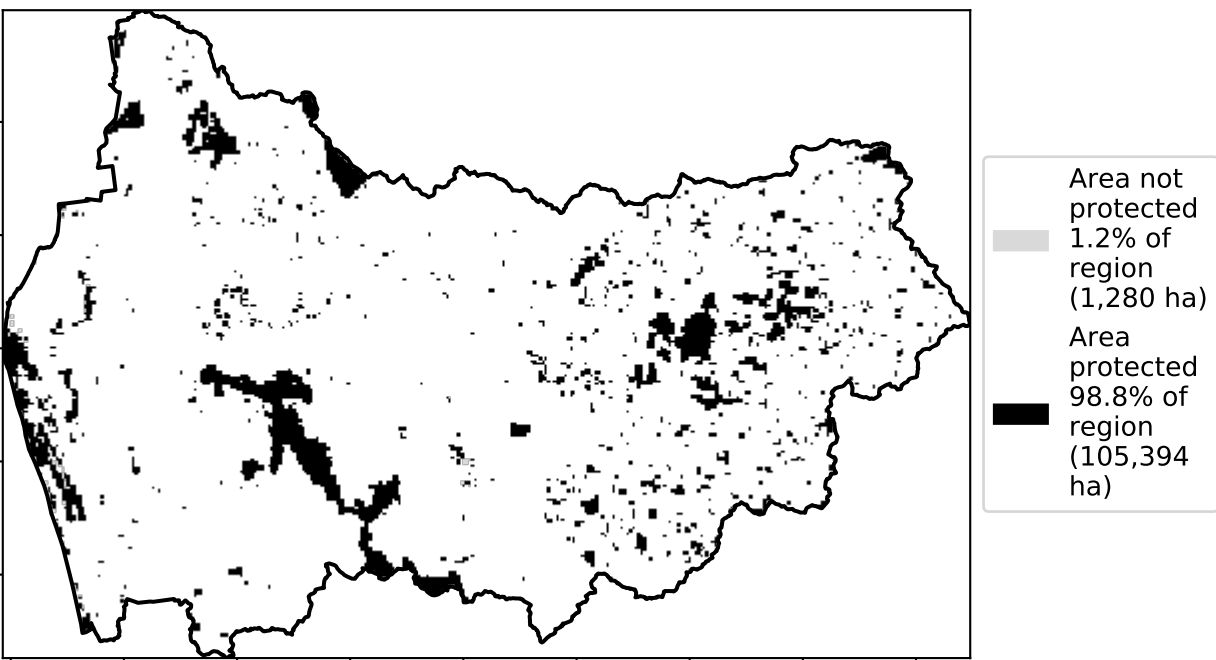 Area not
protected
1.2% of
region
(1,280 ha)
Area
protected
98.8% of
region
(105,394
ha)